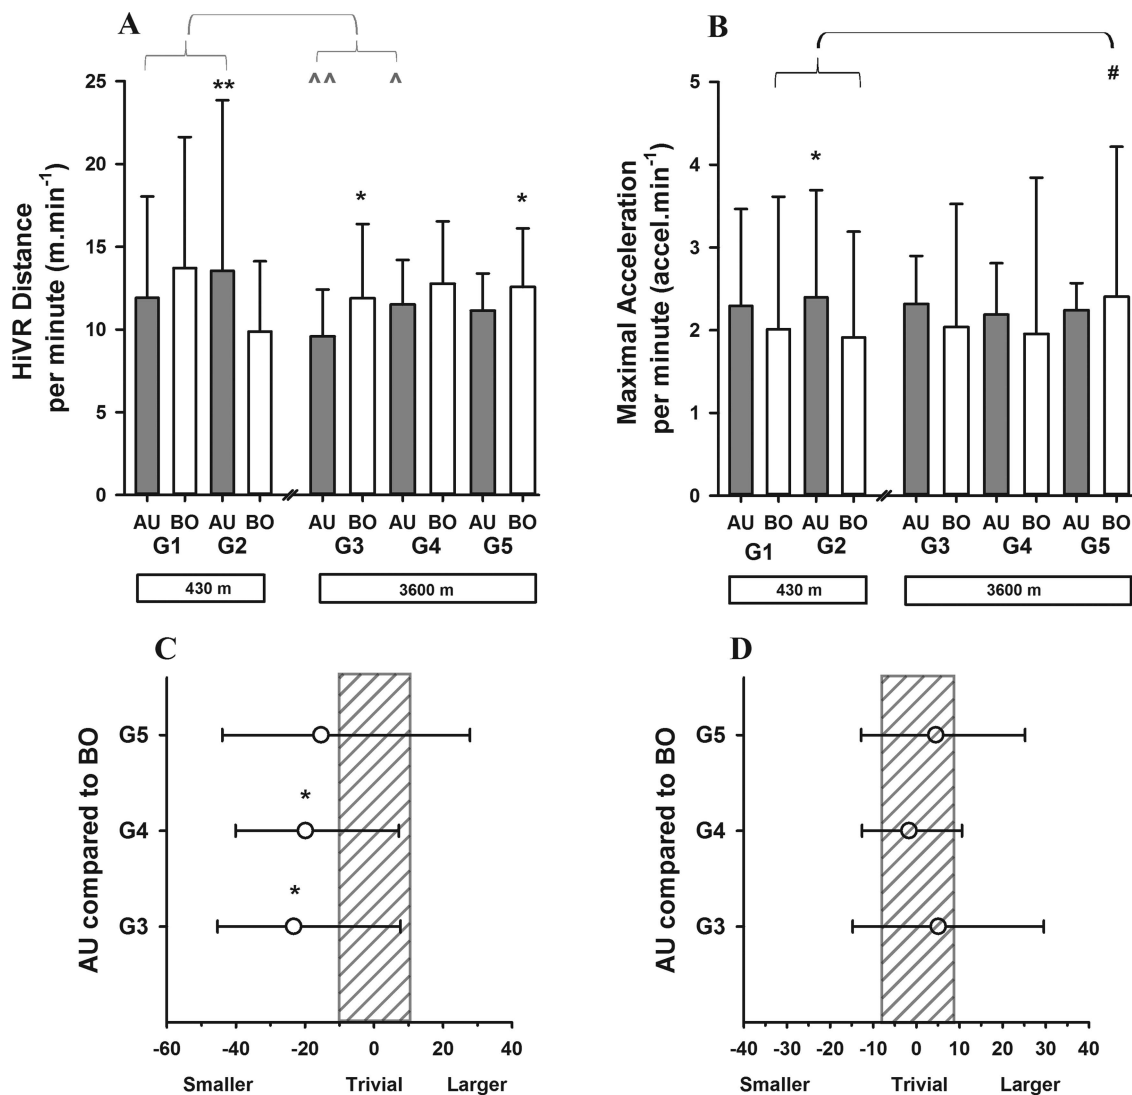 A
HiVR Distance
per minute (m.min-1)
25
20
15
10
5
0
**
^^
^
*
*
AU BO AU BO AU BO AU BO AU BO
G1 G2 G3 G4 G5
430 m 3600 m
B
Maximal Acceleration
per minute (accel.min-1)
5
4
3
2
1
0
*
#
AU BO AU BO AU BO AU BO AU BO
G1 G2 G3 G4 G5
430 m 3600 m
C
AU compared to BO
G5
*
G4
*
G3
-60 -40 -20 0 20 40
Smaller Trivial Larger
D
AU compared to BO
G5
G4
G3
-40 -30 -20 -10 0 10 20 30 40
Smaller Trivial Larger